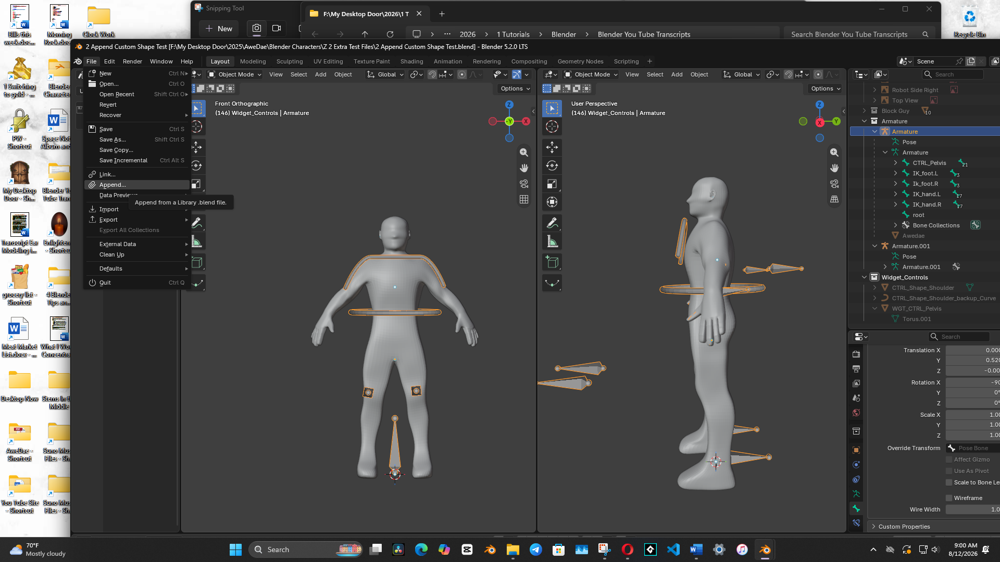 Snipping Tool
New
F:\My Desktop Door\2026\1 T
2026
1 Tutorials
Blender
Blender You Tube Transcripts
Search Blender You Tube Transcripts
Recycle Bin
Bills this week.doc...
Morning Rock.doc...
Clock Work
1 Switching to gold - ...
Blender Character
PW - Shortcut
Space Not Album and
My Desktop Door - Sh...
Blender Yo Tube Tran
Transcript Ear Modeling i...
Enlighten - Shortcu
grocery list - Shortcut
4 Blende Tips an...
Meat Market List.docx - ...
What I Wo Concentra
Desktop Now
Stems In t Middle
AweDae - Shortcut
Suno Mus Files - Sh
You Tube Site - Shortcut
Suno Mus Files - Sh
2 Append Custom Shape Test [F:\My Desktop Door\2025\AweDae\Blender Characters\Z 2 Extra Test Files\2 Append Custom Shape Test.blend] - Blender 5.2.0 LTS
File Edit Render Window Help
Layout Modeling Sculpting UV Editing Texture Paint Shading Animation Rendering Compositing Geometry Nodes Scripting +
Scene
New Ctrl N
Open... Ctrl O
Open Recent Shift Ctrl O
Revert
Recover
Save Ctrl S
Save As... Shift Ctrl S
Save Copy...
Save Incremental Ctrl Alt S
Link...
Append...
Data Previe
Append from a Library .blend file.
Import
Export
Export All Collections
External Data
Clean Up
Defaults
Quit Ctrl Q
Object Mode View Select Add Object Global
Options
Front Orthographic
(146) Widget_Controls | Armature
Z
-Y
X
Object Mode View Select Add Object Global
Options
User Perspective
(146) Widget_Controls | Armature
Z
X
Y
Search
Robot Side Right
Top View
Block Guy 10
Armature
Armature
Pose
Armature
CTRL_Pelvis 21
IK_foot.L 3
Ik_foot.R 3
IK_hand.L 17
IK_hand.R 17
root
Bone Collections
Awedae
Armature.001
Pose
Armature.001
Widget_Controls
CTRL_Shape_Shoulder
CTRL_Shape_Shoulder_backup_Curve
WGT_CTRL_Pelvis
Torus.001
Search
Translation X 0.000
Y 0.520
Z -0.00
Rotation X -90
Y 0°
Z 0°
Scale X 1.00
Y 1.00
Z 1.00
Override Transform Pose Bone
Affect Gizmo
Use As Pivot
Scale to Bone Le
Wireframe
Wire Width 1.0
Custom Properties
70°F
Mostly cloudy
Search
9:00 AM
8/12/2026